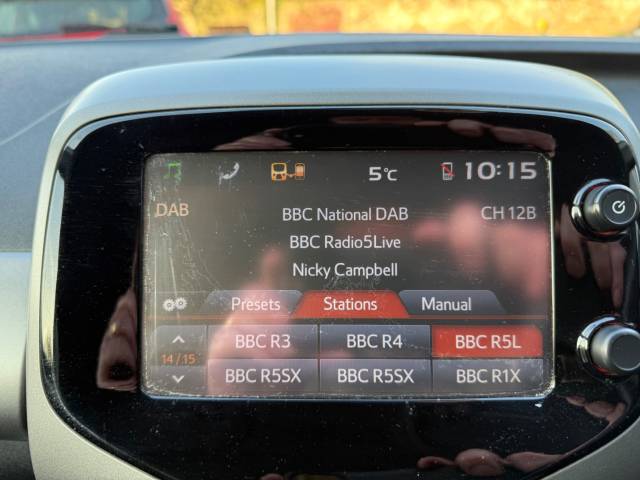 5°C 10:15
DAB BBC National DAB CH 12B
BBC Radio5Live
Nicky Campbell
Presets Stations Manual
BBC R3 BBC R4 BBC R5L
14/15
BBC R5SX BBC R5SX BBC R1X